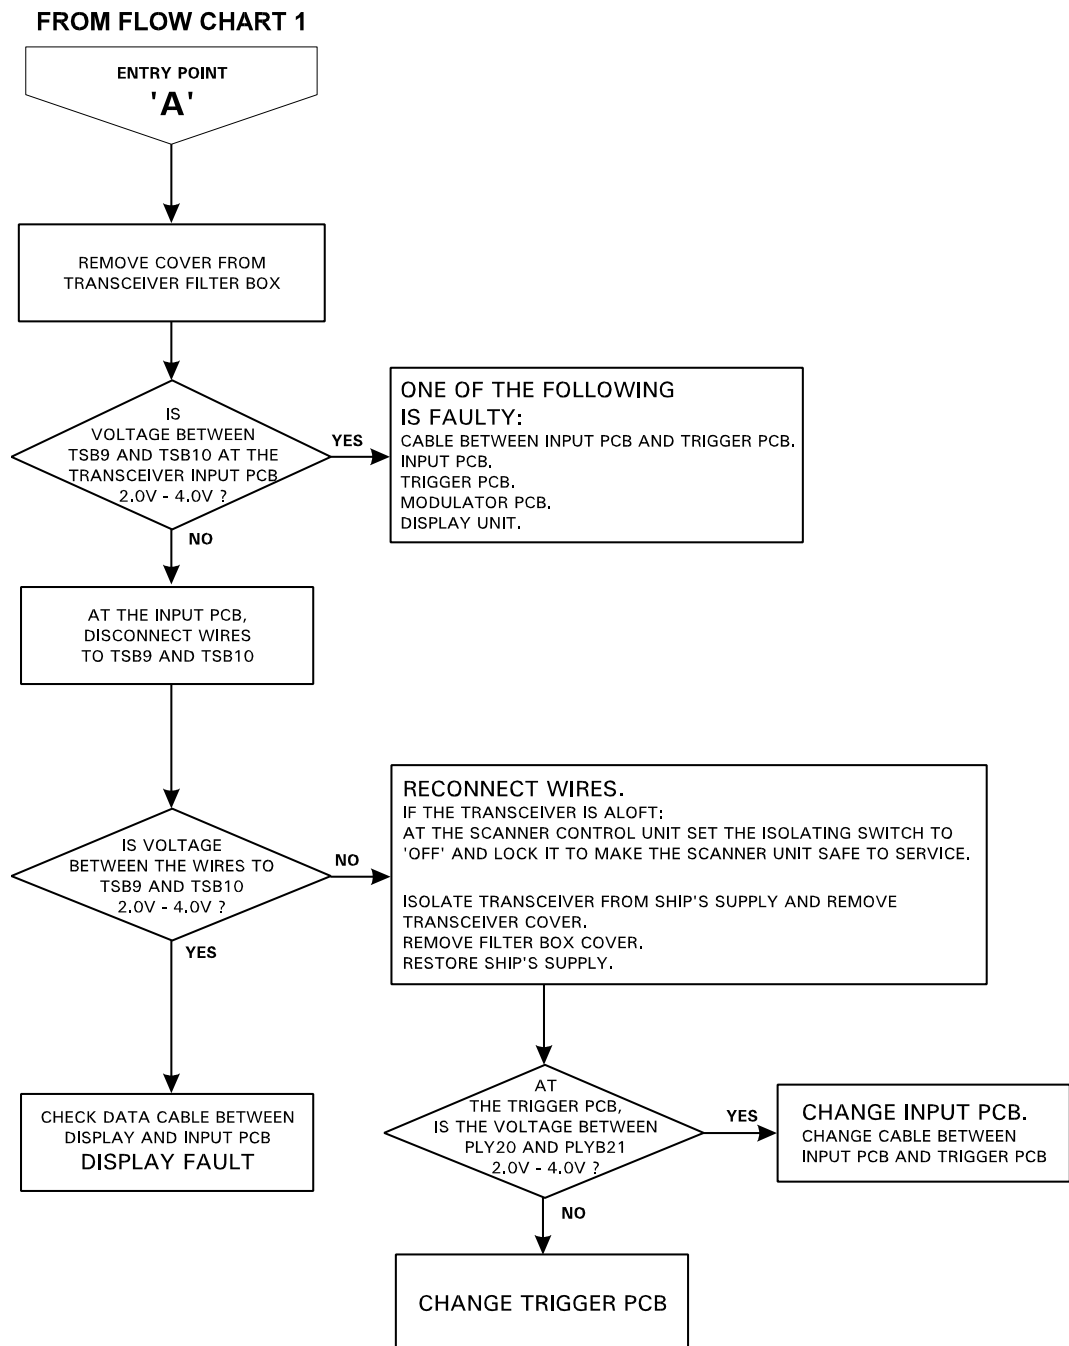 FROM FLOW CHART 1
ENTRY POINT
'A'
REMOVE COVER FROM
TRANSCEIVER FILTER BOX
IS
VOLTAGE BETWEEN
TSB9 AND TSB10 AT THE
TRANSCEIVER INPUT PCB
2.0V - 4.0V ?
YES
ONE OF THE FOLLOWING
IS FAULTY:
CABLE BETWEEN INPUT PCB AND TRIGGER PCB.
INPUT PCB.
TRIGGER PCB.
MODULATOR PCB.
DISPLAY UNIT.
NO
AT THE INPUT PCB,
DISCONNECT WIRES
TO TSB9 AND TSB10
IS VOLTAGE
BETWEEN THE WIRES TO
TSB9 AND TSB10
2.0V - 4.0V ?
NO
RECONNECT WIRES.
IF THE TRANSCEIVER IS ALOFT:
AT THE SCANNER CONTROL UNIT SET THE ISOLATING SWITCH TO
'OFF' AND LOCK IT TO MAKE THE SCANNER UNIT SAFE TO SERVICE.
ISOLATE TRANSCEIVER FROM SHIP'S SUPPLY AND REMOVE
TRANSCEIVER COVER.
REMOVE FILTER BOX COVER.
RESTORE SHIP'S SUPPLY.
YES
CHECK DATA CABLE BETWEEN
DISPLAY AND INPUT PCB
DISPLAY FAULT
AT
THE TRIGGER PCB,
IS THE VOLTAGE BETWEEN
PLY20 AND PLYB21
2.0V - 4.0V ?
YES
CHANGE INPUT PCB.
CHANGE CABLE BETWEEN
INPUT PCB AND TRIGGER PCB
NO
CHANGE TRIGGER PCB